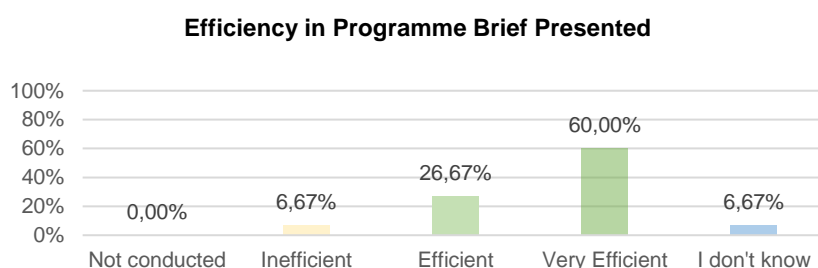 Efficiency in Programme Brief Presented
100%
80%
60%
40%
20%
0%
0,00%
6,67%
26,67%
60,00%
6,67%
Not conducted
Inefficient
Efficient
Very Efficient
I don't know